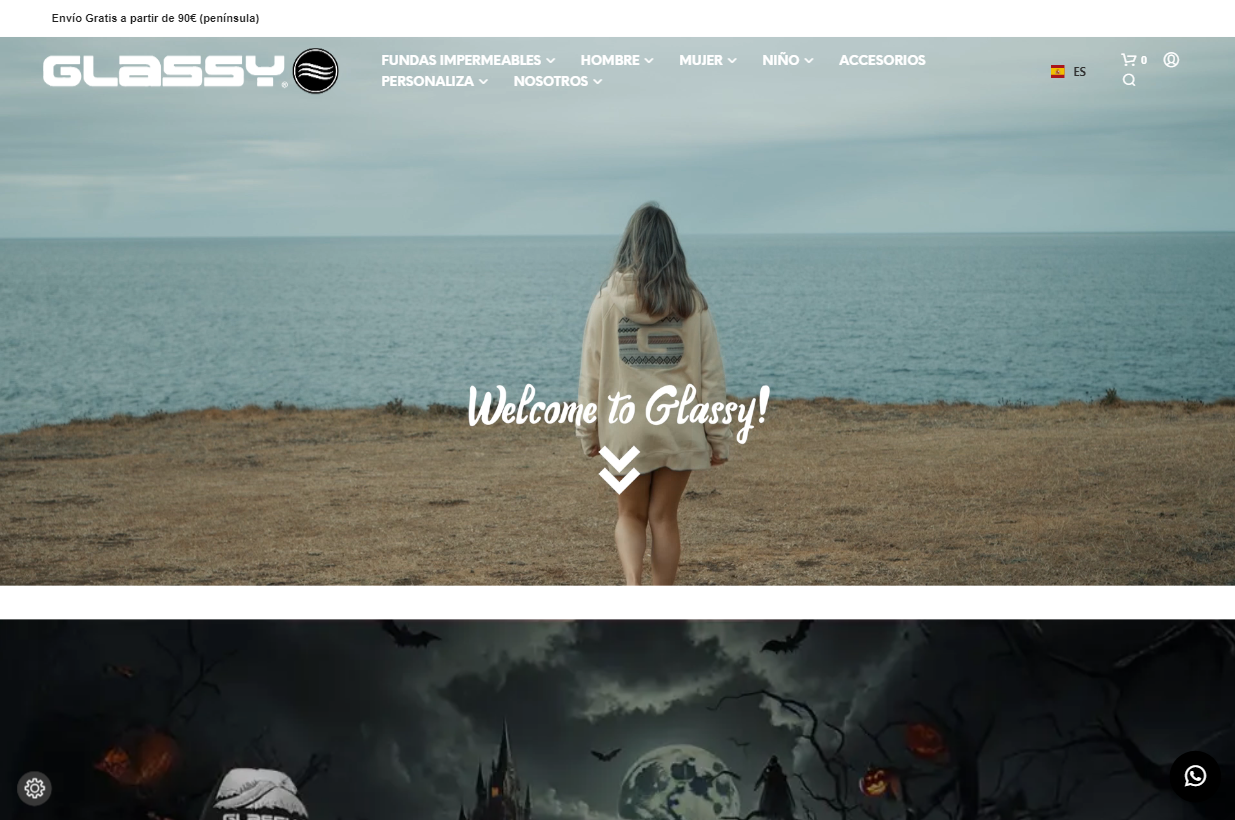 Envío Gratis a partir de 90€ (península)
GLASSY®
FUNDAS IMPERMEABLES
HOMBRE
MUJER
NIÑO
ACCESORIOS
PERSONALIZA
NOSOTROS
ES
0
G
Welcome to Glassy!
GLASSY